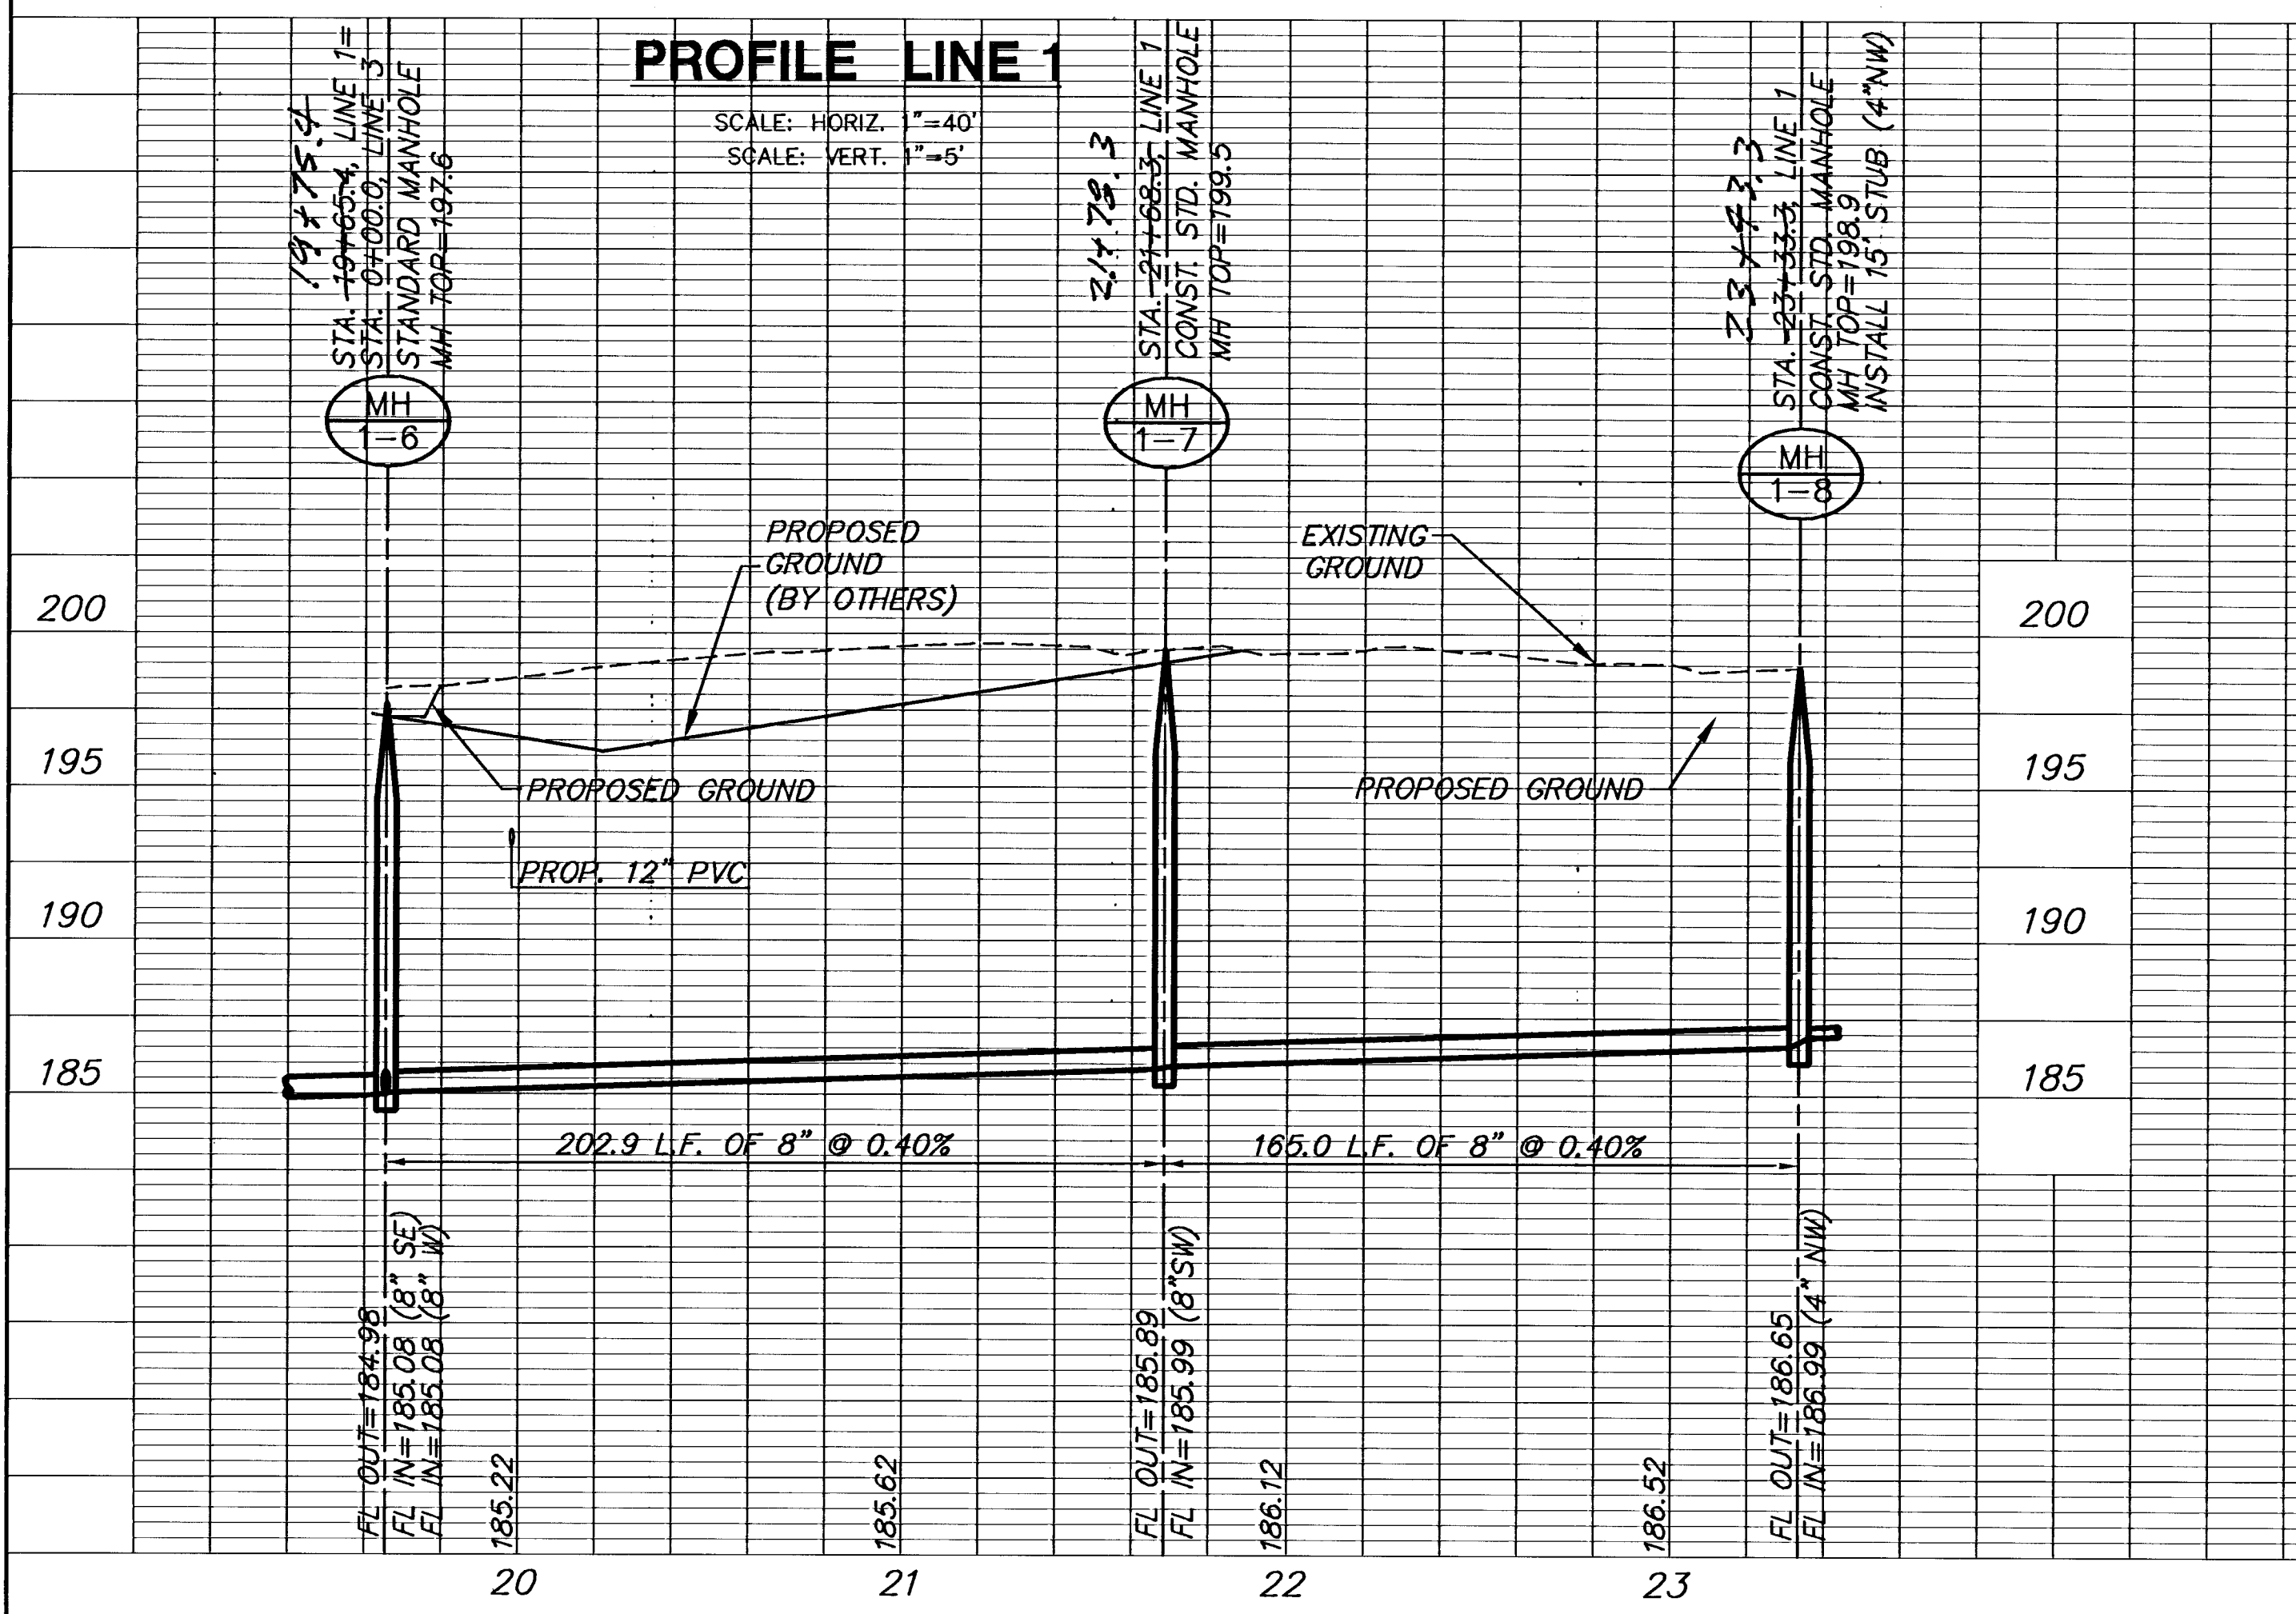 PROFILE LINE 1
SCALE: HORIZ. 1"=40'
SCALE: VERT. 1"=5'
19+75.4
STA. 19+65.4, LINE 1=
STA. 0+00.0, LINE 3
STANDARD MANHOLE
MH TOP=197.6
MH
1-6
21+78.3
STA. 21+68.3, LINE 1
CONST. STD. MANHOLE
MH TOP=199.5
MH
1-7
23+43.3
STA. 23+33.3, LINE 1
CONST. STD. MANHOLE
MH TOP=198.9
INSTALL 15' STUB (4"NW)
MH
1-8
PROPOSED
GROUND
(BY OTHERS)
EXISTING
GROUND
200
200
195
195
PROPOSED GROUND
PROPOSED GROUND
PROP. 12" PVC
190
190
185
185
202.9 L.F. OF 8" @ 0.40%
165.0 L.F. OF 8" @ 0.40%
FL OUT=184.98
FL IN=185.08 (8" SE)
FL IN=185.08 (8" W)
185.22
185.62
FL OUT=185.89
FL IN=185.99 (8"SW)
186.12
186.52
FL OUT=186.65
FL IN=186.99 (4" NW)
20
21
22
23